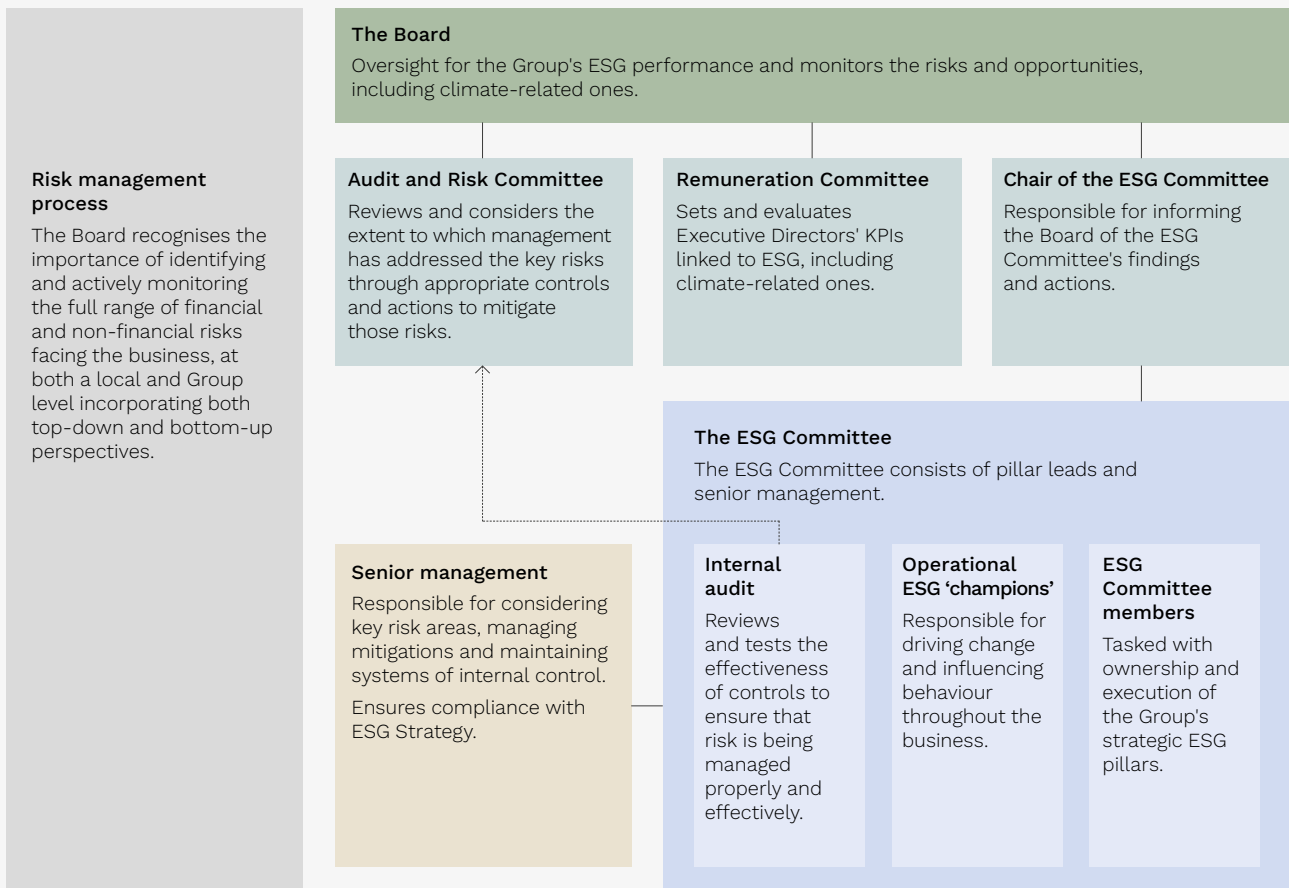 The Board
Oversight for the Group's ESG performance and monitors the risks and opportunities,
including climate-related ones.
Risk management
process
The Board recognises the
importance of identifying
and actively monitoring
the full range of financial
and non-financial risks
facing the business, at
both a local and Group
level incorporating both
top-down and bottom-up
perspectives.
Audit and Risk Committee
Reviews and considers the
extent to which management
has addressed the key risks
through appropriate controls
and actions to mitigate
those risks.
Remuneration Committee
Sets and evaluates
Executive Directors' KPIs
linked to ESG, including
climate-related ones.
Chair of the ESG Committee
Responsible for informing
the Board of the ESG
Committee's findings
and actions.
The ESG Committee
The ESG Committee consists of pillar leads and
senior management.
Senior management
Responsible for considering
key risk areas, managing
mitigations and maintaining
systems of internal control.
Ensures compliance with
ESG Strategy.
Internal
audit
Reviews
and tests the
effectiveness
of controls to
ensure that
risk is being
managed
properly and
effectively.
Operational
ESG ‘champions’
Responsible for
driving change
and influencing
behaviour
throughout the
business.
ESG
Committee
members
Tasked with
ownership and
execution of
the Group's
strategic ESG
pillars.